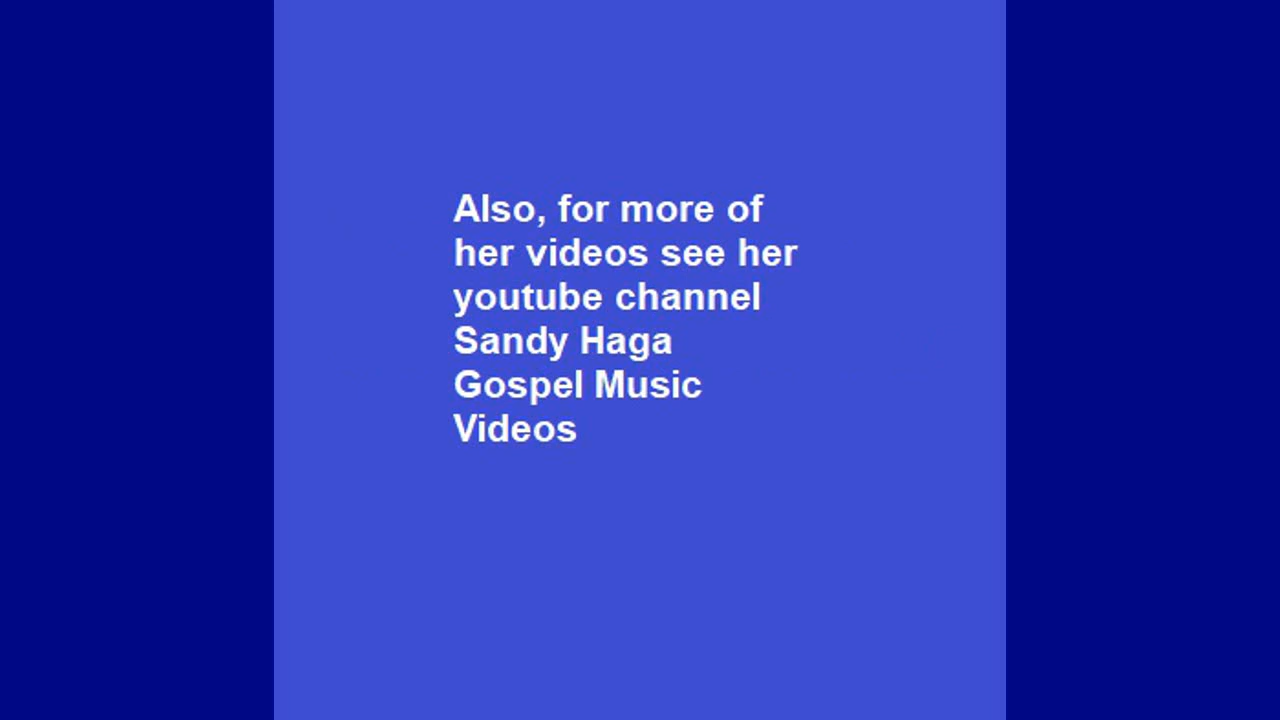 Also, for more of
her videos see her
youtube channel
Sandy Haga
Gospel Music
Videos